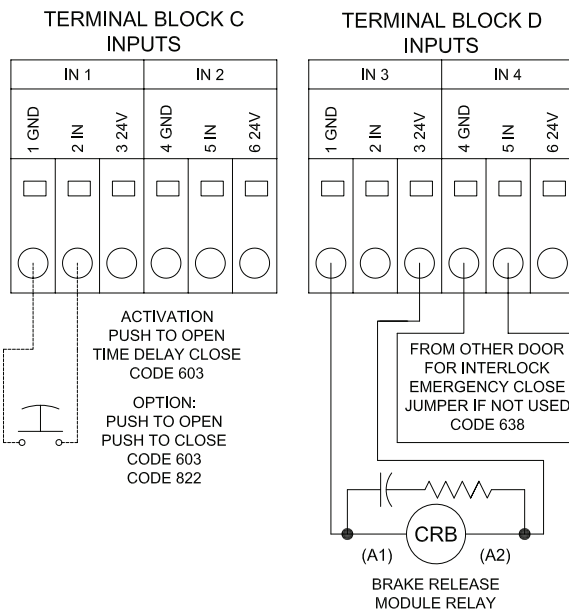 TERMINAL BLOCK C
INPUTS
IN 1
IN 2
1 GND
2 IN
3 24V
4 GND
5 IN
6 24V
ACTIVATION
PUSH TO OPEN
TIME DELAY CLOSE
CODE 603
OPTION:
PUSH TO OPEN
PUSH TO CLOSE
CODE 603
CODE 822
TERMINAL BLOCK D
INPUTS
IN 3
IN 4
1 GND
2 IN
3 24V
4 GND
5 IN
6 24V
FROM OTHER DOOR
FOR INTERLOCK
EMERGENCY CLOSE
JUMPER IF NOT USED
CODE 638
CRB
(A1)
(A2)
BRAKE RELEASE
MODULE RELAY